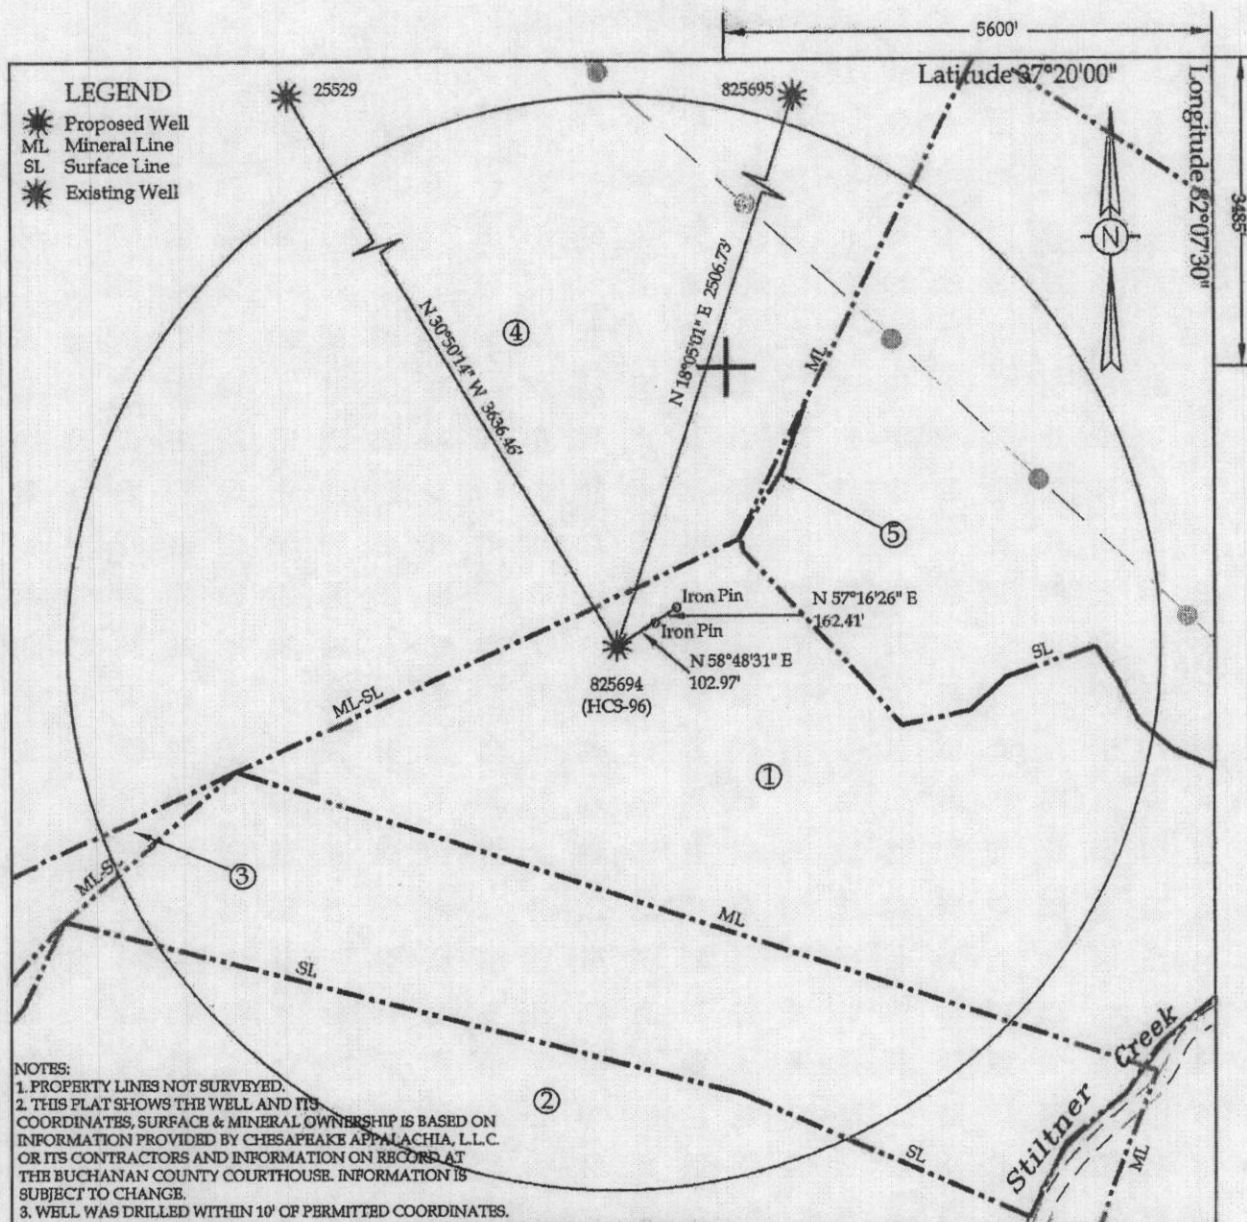 5600'
Latitude 37°20'00"
Longitude 82°07'30"
3485'
LEGEND
Proposed Well
ML Mineral Line
SL Surface Line
Existing Well
25529
825695
N
N 30°50'14" W 3636.46'
N 18°05'01" E 2506.73'
④
ML
⑤
Iron Pin
Iron Pin
N 57°16'26" E
162.41'
N 58°48'31" E
102.97'
825694
(HCS-96)
SL
ML-SL
①
ML-SL
③
ML
SL
②
SL
Stiltner Creek
ML
NOTES:
1. PROPERTY LINES NOT SURVEYED.
2. THIS PLAT SHOWS THE WELL AND ITS
COORDINATES, SURFACE & MINERAL OWNERSHIP IS BASED ON
INFORMATION PROVIDED BY CHESAPEAKE APPALACHIA, L.L.C.
OR ITS CONTRACTORS AND INFORMATION ON RECORD AT
THE BUCHANAN COUNTY COURTHOUSE. INFORMATION IS
SUBJECT TO CHANGE.
3. WELL WAS DRILLED WITHIN 10' OF PERMITTED COORDINATES.